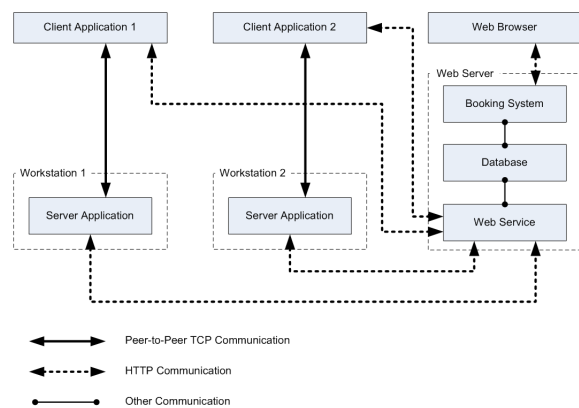 Client Application 1
Client Application 2
Web Browser
Web Server
Booking System
Database
Workstation 1
Workstation 2
Server Application
Server Application
Web Service
Peer-to-Peer TCP Communication
HTTP Communication
Other Communication